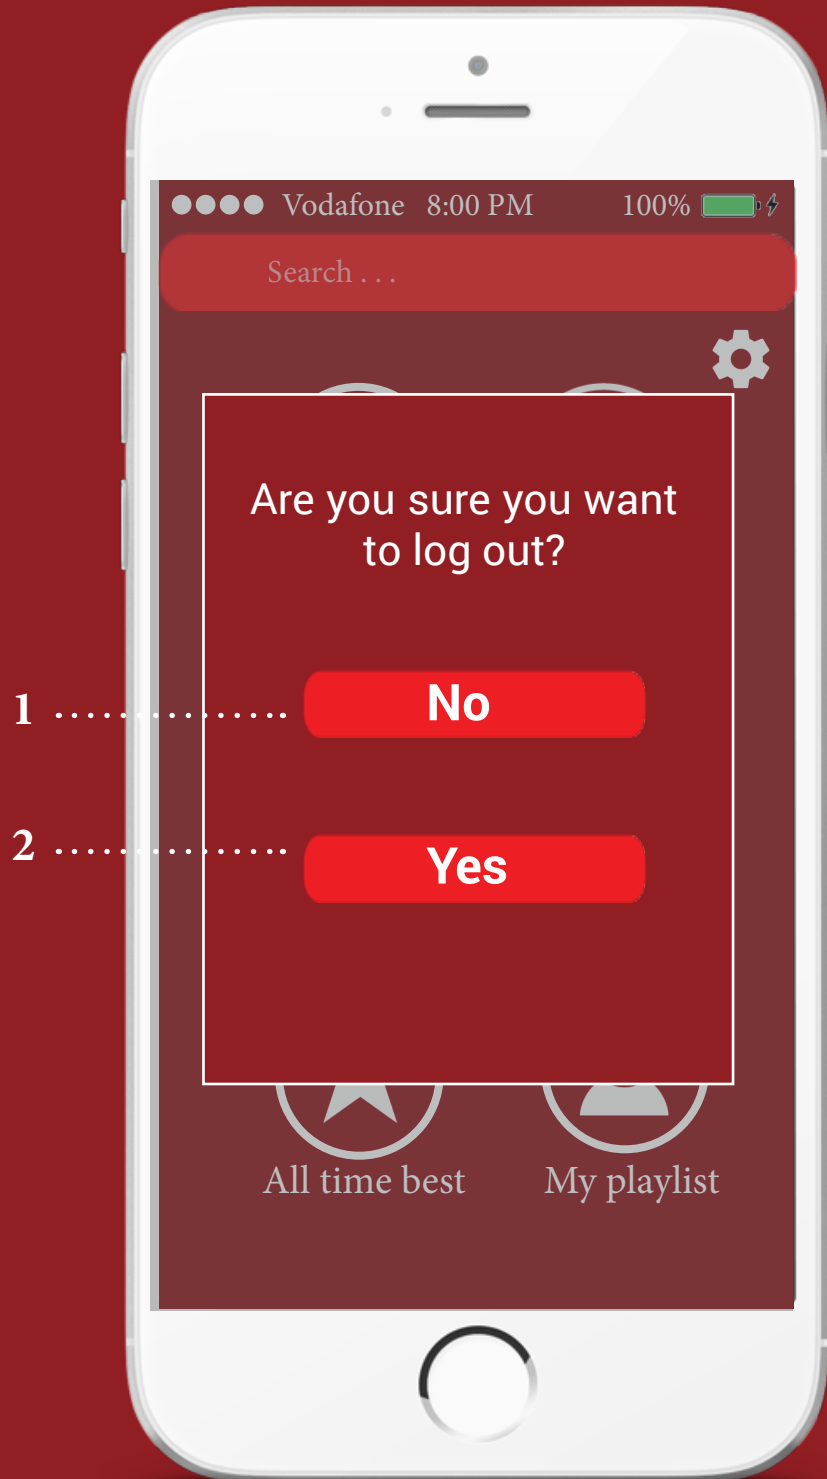 Vodafone 8:00 PM 100%
Search . . .
Are you sure you want
to log out?
1 .............. No
2 .............. Yes
All time best My playlist